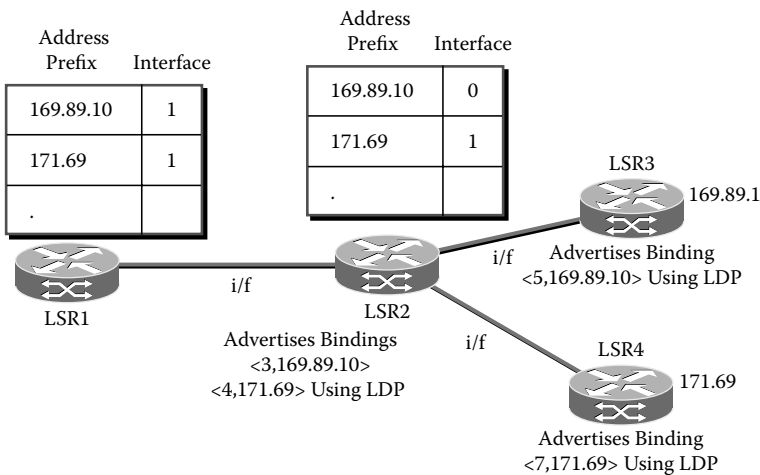 Address
Prefix
Interface
169.89.10
1
171.69
1
.
Address
Prefix
Interface
169.89.10
0
171.69
1
.
LSR3
169.89.1
i/f
Advertises Binding
<5,169.89.10> Using LDP
LSR1
i/f
LSR2
Advertises Bindings
<3,169.89.10>
<4,171.69> Using LDP
i/f
LSR4
171.69
Advertises Binding
<7,171.69> Using LDP